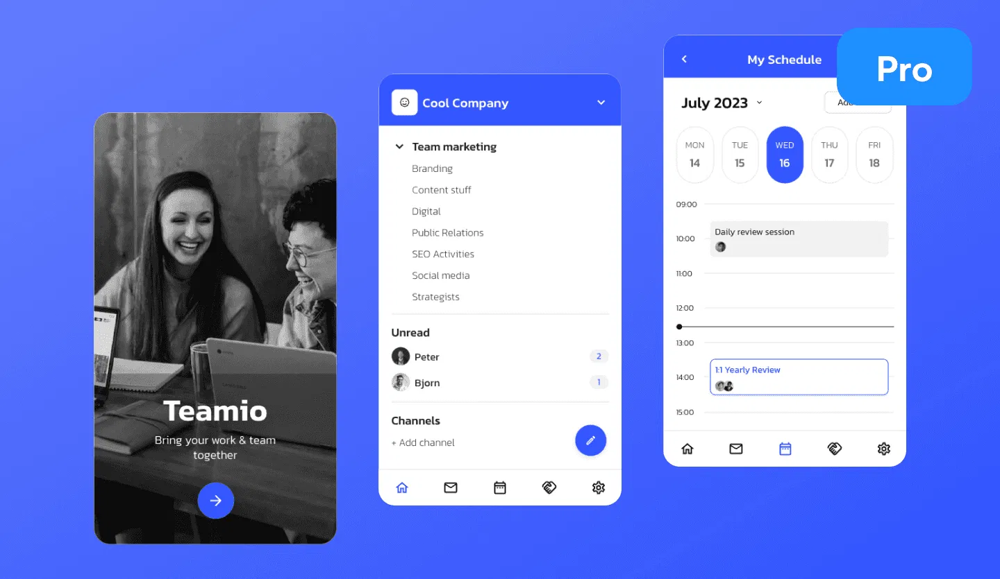 Teamio
Bring your work & team
together
Cool Company
Team marketing
Branding
Content stuff
Digital
Public Relations
SEO Activities
Social media
Strategists
Unread
Peter 2
Bjorn 1
Channels
+ Add channel
My Schedule
Pro
July 2023
MON TUE WED THU FRI
14 15 16 17 18
09:00
Daily review session
10:00
11:00
12:00
13:00
1:1 Yearly Review
14:00
15:00